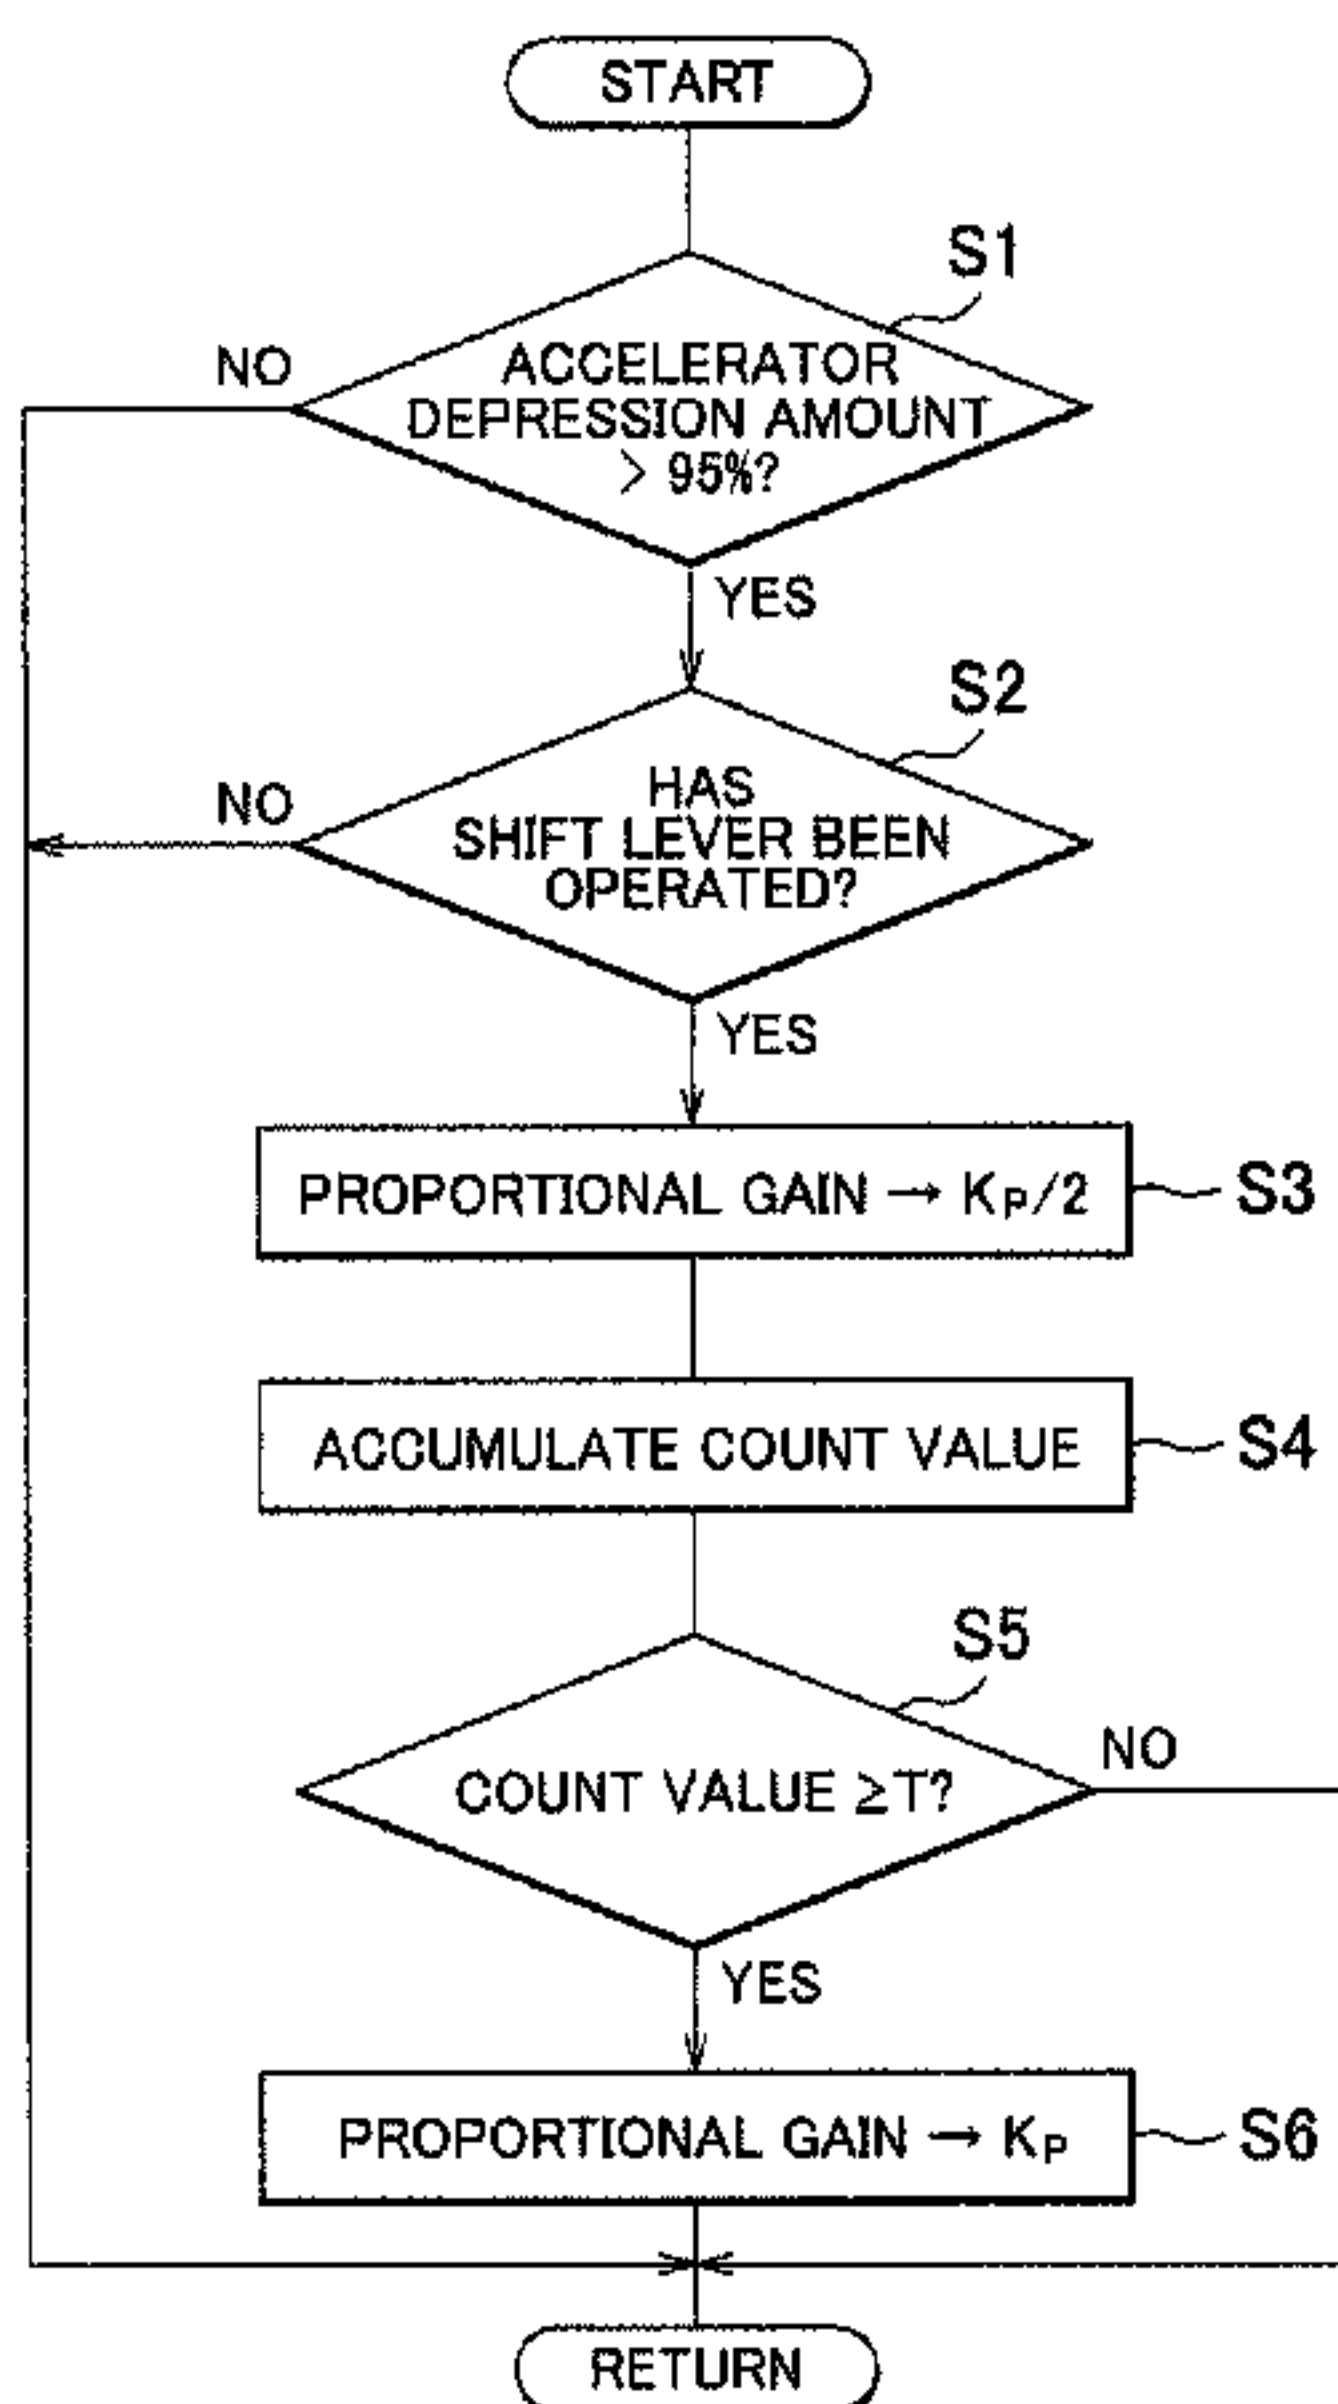 START
S1
NO
ACCELERATOR
DEPRESSION AMOUNT
> 95%?
YES
S2
NO
HAS
SHIFT LEVER BEEN
OPERATED?
YES
PROPORTIONAL GAIN → KP/2
S3
ACCUMULATE COUNT VALUE
S4
S5
NO
COUNT VALUE ≥T?
YES
PROPORTIONAL GAIN → KP
S6
RETURN